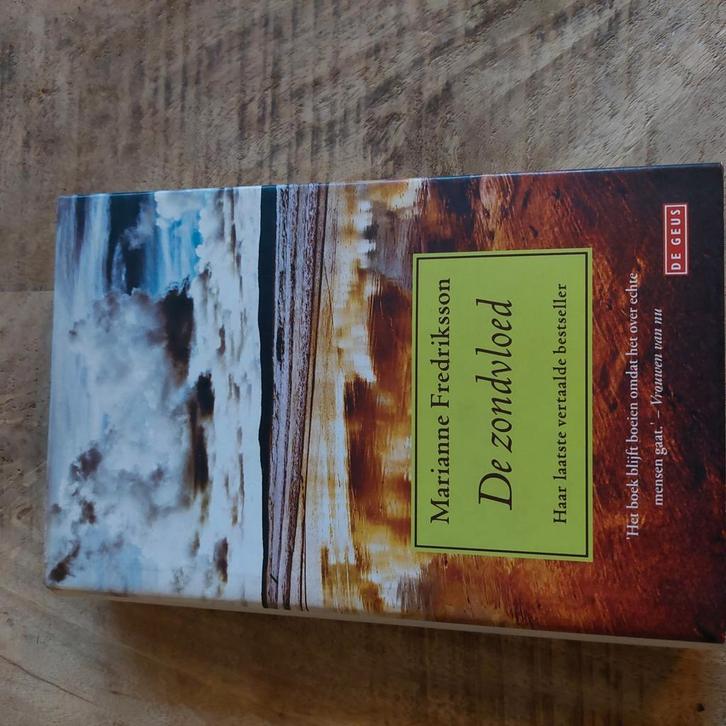 Marianne Fredriksson
De zondvloed
Haar laatste vertaalde bestseller
'Het boek blijft boeien omdat het over echte
mensen gaat.' – Vrouwen van nu
DE GEUS